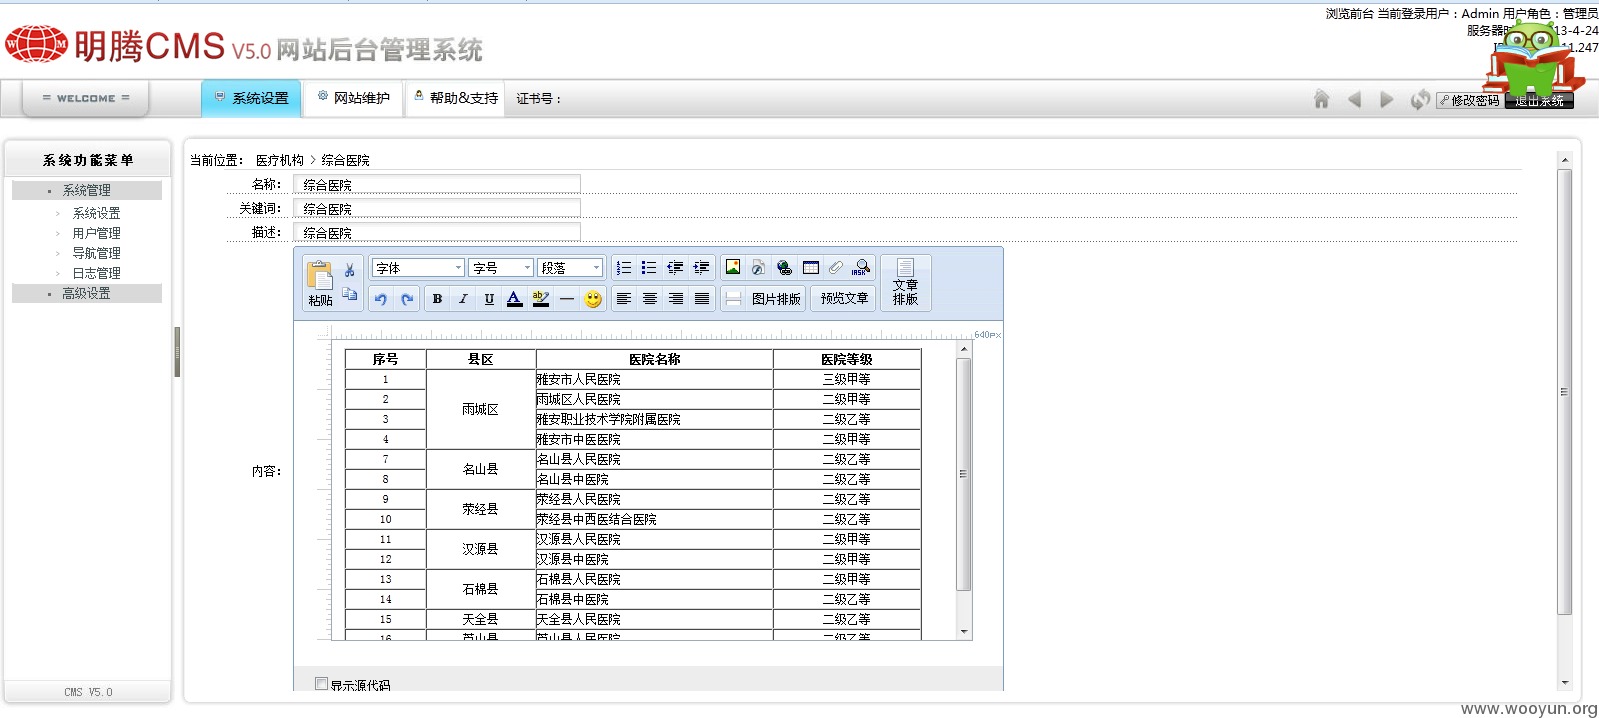 浏览前台 当前登录用户：Admin 用户角色：管理员
服务器
13-4-24
11.247
明腾CMS V5.0 网站后台管理系统
= WELCOME =
系统设置 网站维护 帮助&支持 证书号：
修改密码 退出系统
系统功能菜单
系统管理
系统设置
用户管理
导航管理
日志管理
高级设置
CMS V5.0
当前位置： 医疗机构 > 综合医院
名称： 综合医院
关键词： 综合医院
描述： 综合医院
内容：
粘贴 字体 字号 段落
B I U A ab
图片排版 预览文章 文章排版
640px
序号 县区 医院名称 医院等级
1 雨城区 雅安市人民医院 三级甲等
2 雨城区人民医院 二级甲等
3 雅安职业技术学院附属医院 二级乙等
4 雅安市中医医院 二级甲等
7 名山县 名山县人民医院 二级乙等
8 名山县中医院 二级乙等
9 荥经县 荥经县人民医院 二级乙等
10 荥经县中西医结合医院 二级乙等
11 汉源县 汉源县人民医院 二级甲等
12 汉源县中医院 二级甲等
13 石棉县 石棉县人民医院 二级甲等
14 石棉县中医院 二级乙等
15 天全县 天全县人民医院 二级乙等
16 芦山县 芦山县人民医院 二级乙等
显示源代码
www.wooyun.org